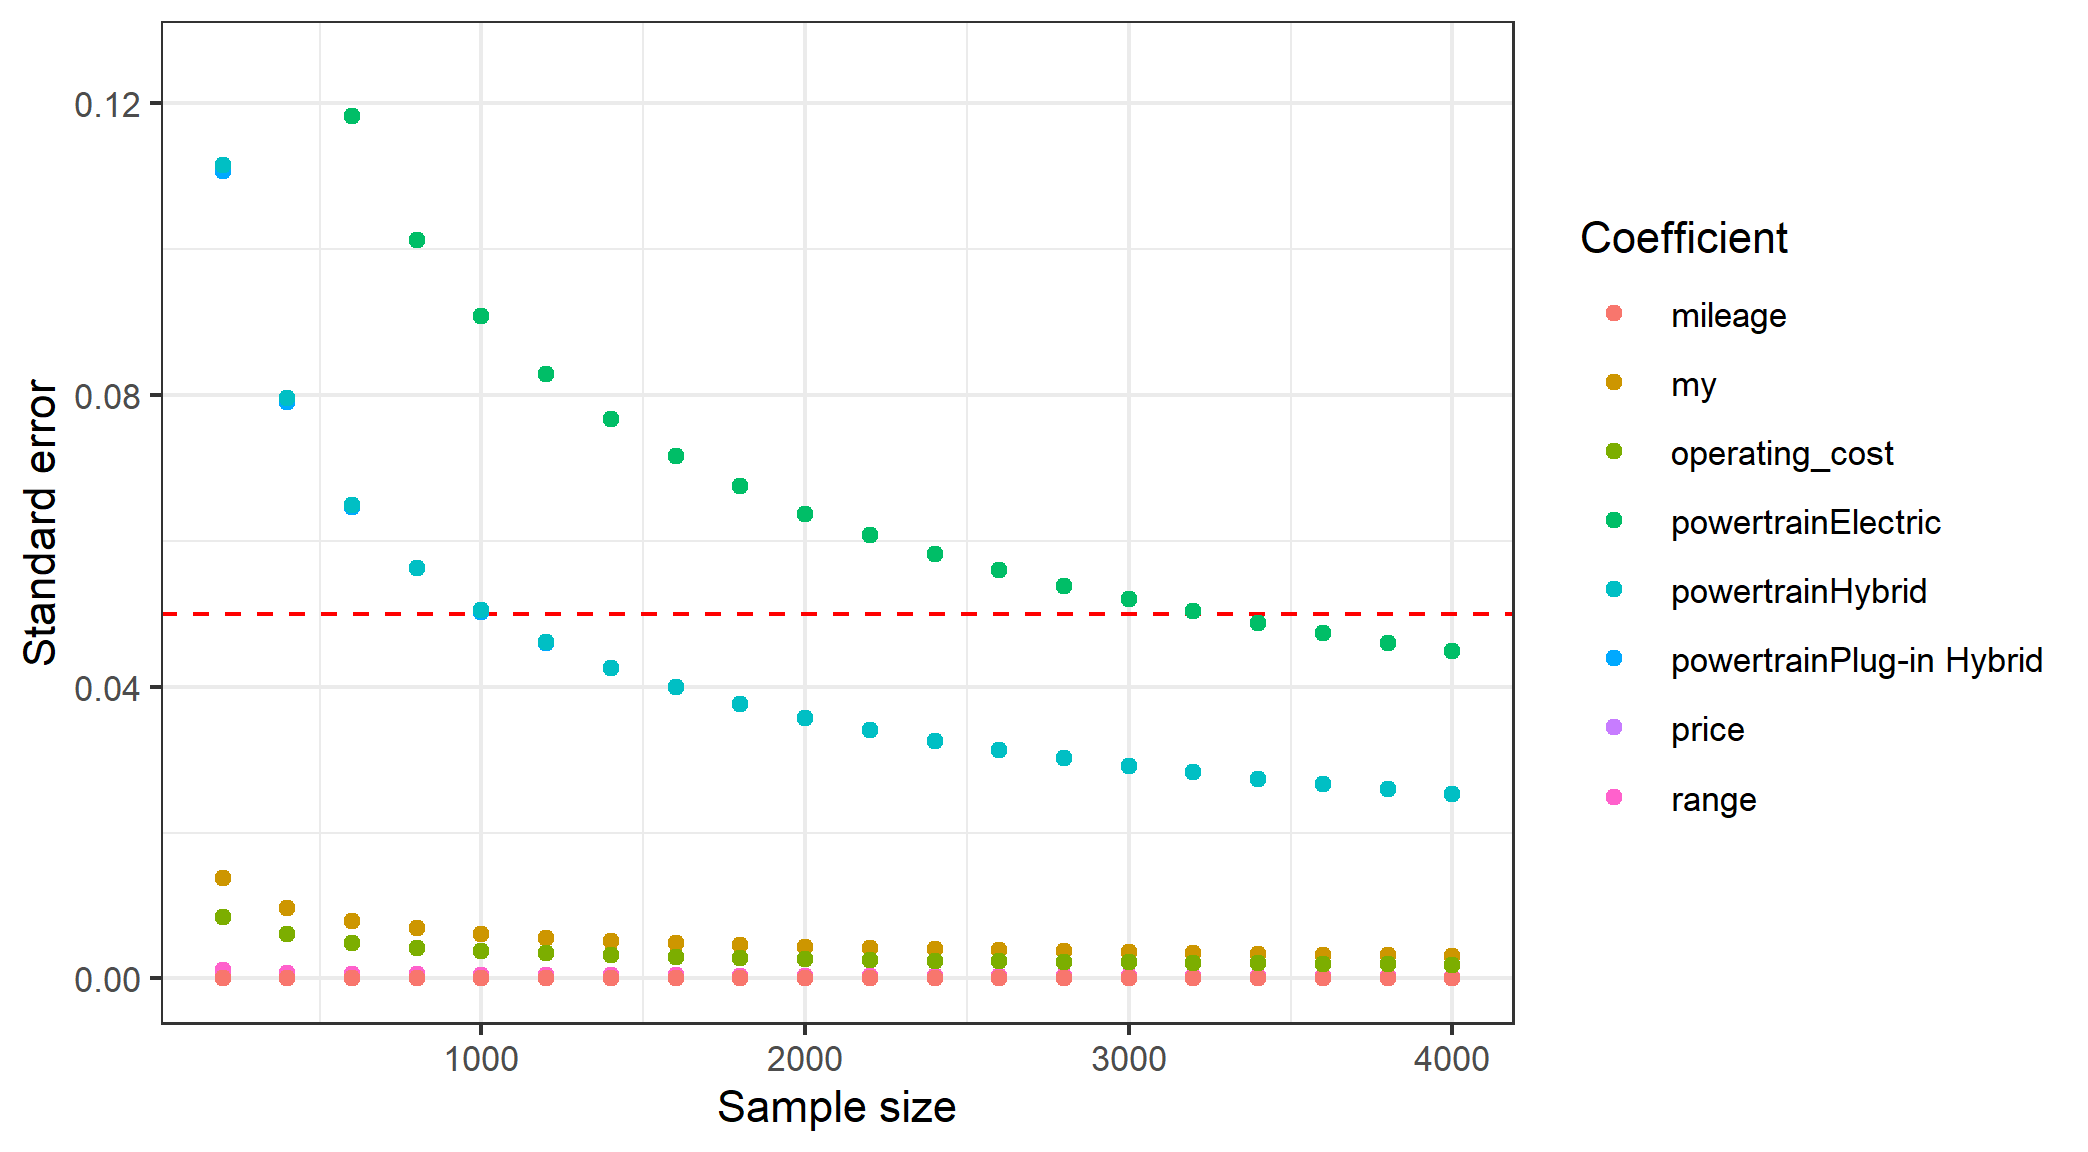 0.12
0.08
0.04
0.00
Standard error
1000
2000
3000
4000
Sample size
Coefficient
mileage
my
operating_cost
powertrainElectric
powertrainHybrid
powertrainPlug-in Hybrid
price
range